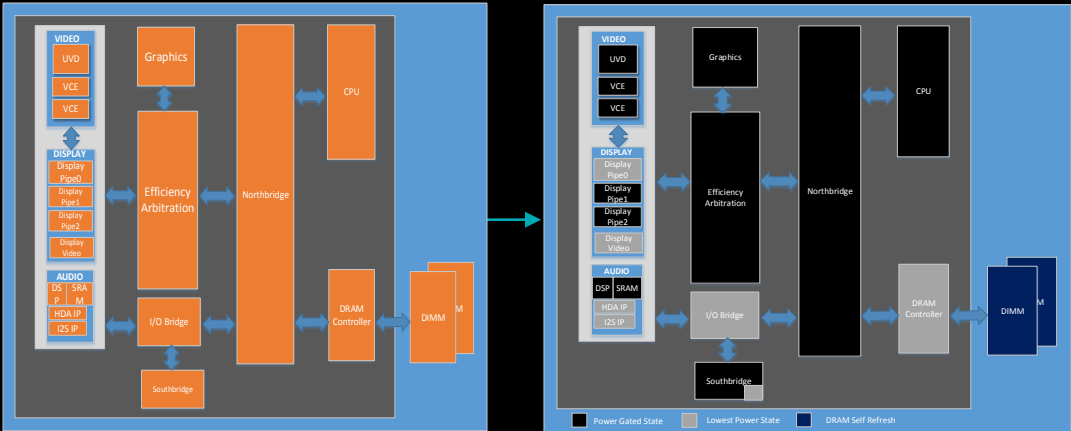 VIDEO
UVD
VCE
VCE
DISPLAY
Display
Pipe0
Display
Pipe1
Display
Pipe2
Display
Video
AUDIO
DS
P
SRA
M
HDA IP
I2S IP
Graphics
Efficiency
Arbitration
I/O Bridge
Southbridge
Northbridge
CPU
DRAM
Controller
DIMM
M
VIDEO
UVD
VCE
VCE
DISPLAY
Display
Pipe0
Display
Pipe1
Display
Pipe2
Display
Video
AUDIO
DSP
SRAM
HDA IP
I2S IP
Graphics
Efficiency
Arbitration
I/O Bridge
Southbridge
Northbridge
CPU
DRAM
Controller
DIMM
M
Power Gated State
Lowest Power State
DRAM Self Refresh